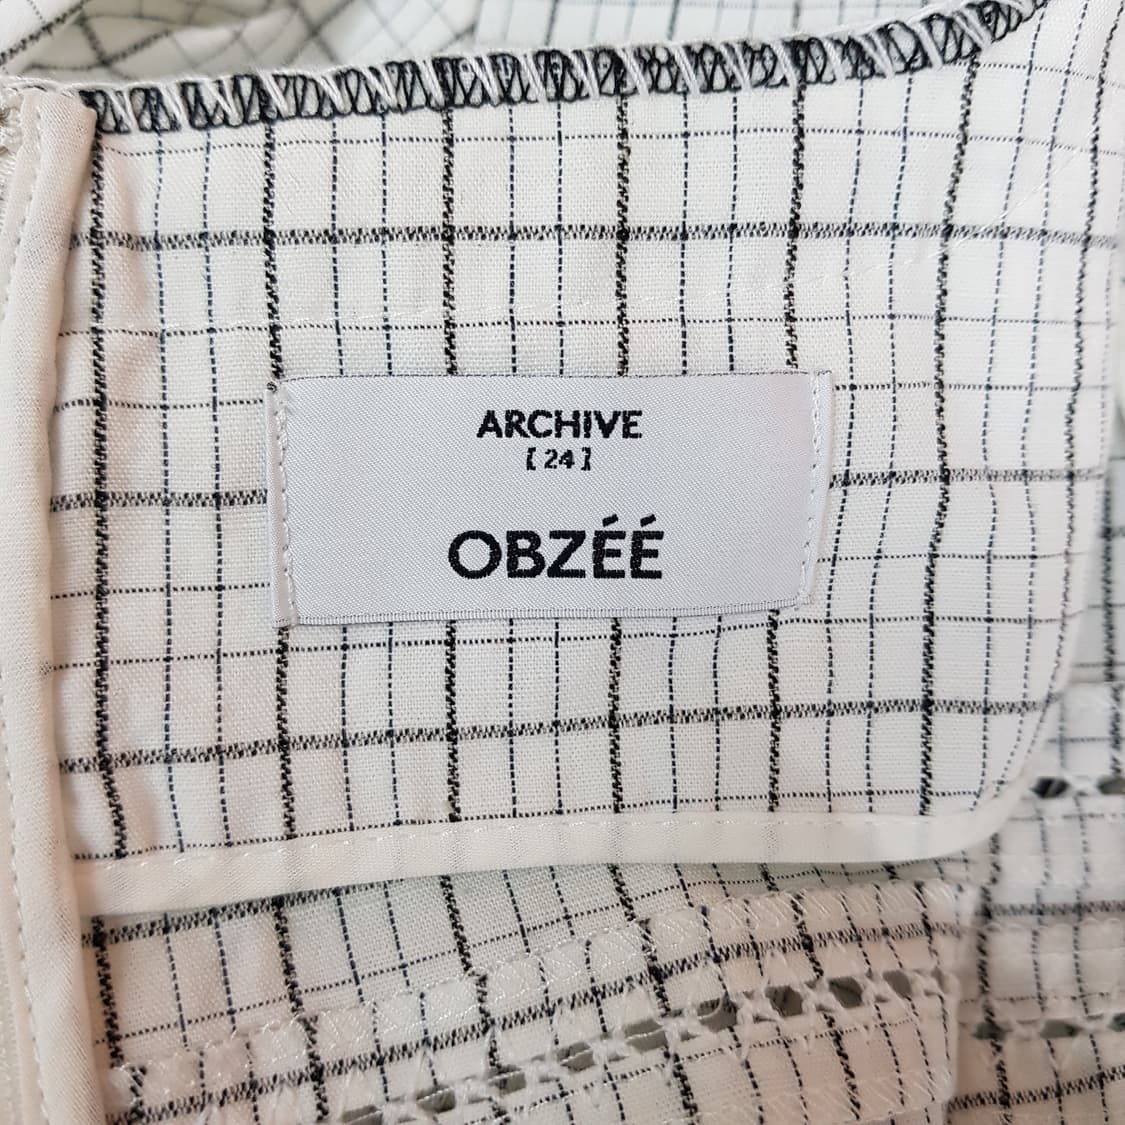 ARCHIVE
[ 24 ]
OBZÉÉ